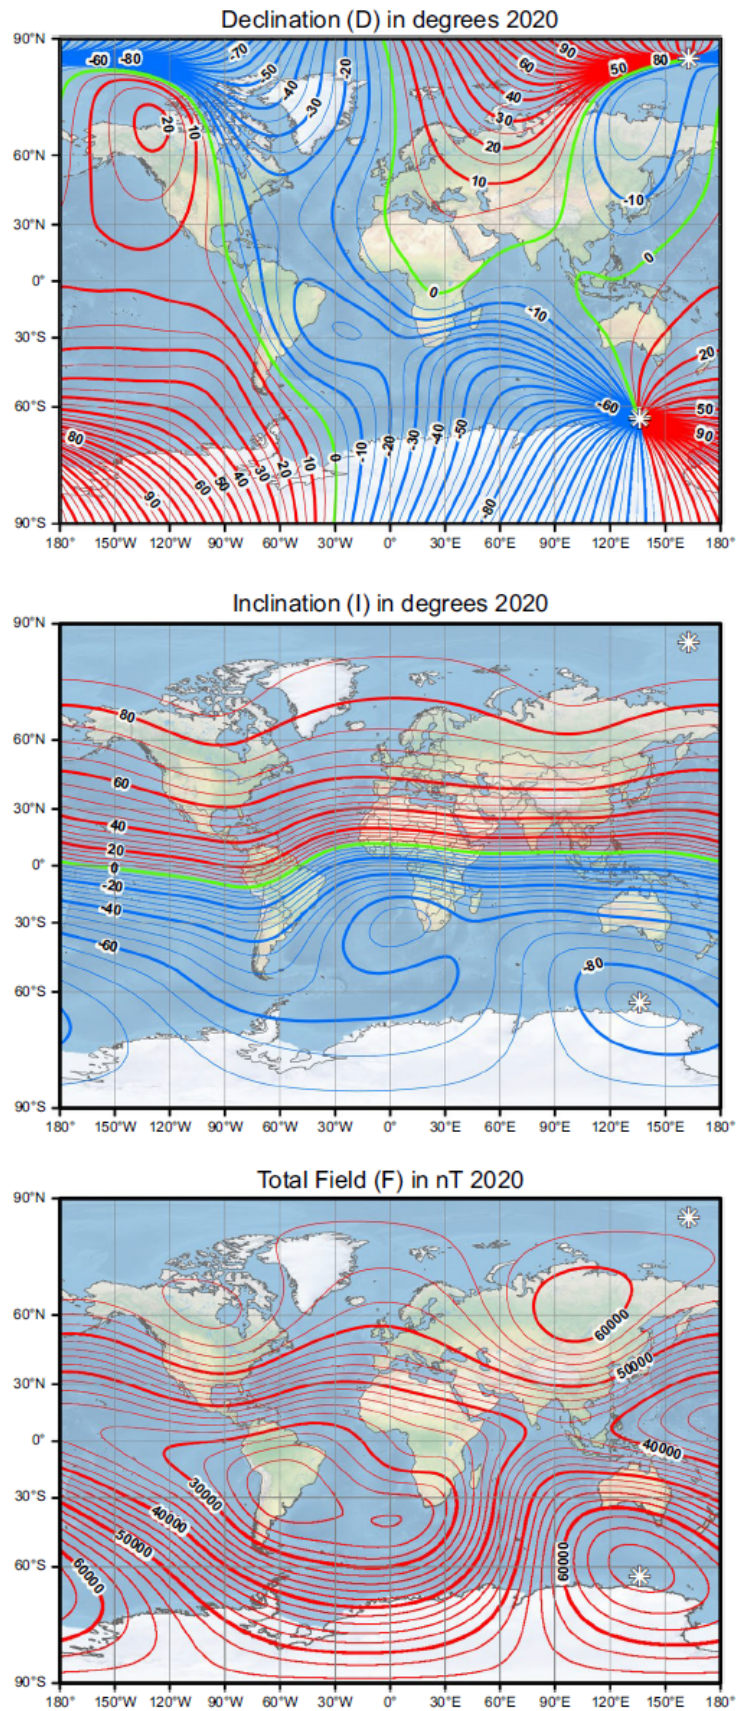 Declination (D) in degrees 2020
90°N
60°N
30°N
0°
30°S
60°S
90°S
-60 -80 -70 -50 -40 -30 -20 90 60 50 80 40 30 20 10
20 10
-10
0
0
-10
20
-60 50
80 90
90 60 50 40 30 20 10 0 -10 -20 -30 -40 -50
-80
180° 150°W 120°W 90°W 60°W 30°W 0° 30°E 60°E 90°E 120°E 150°E 180°
Inclination (I) in degrees 2020
90°N
60°N
30°N
0°
30°S
60°S
90°S
80
60
40
20
0
-20
-40
-60
-80
180° 150°W 120°W 90°W 60°W 30°W 0° 30°E 60°E 90°E 120°E 150°E 180°
Total Field (F) in nT 2020
90°N
60°N
30°N
0°
30°S
60°S
90°S
60000
50000
40000
30000
40000
50000
60000
60000
180° 150°W 120°W 90°W 60°W 30°W 0° 30°E 60°E 90°E 120°E 150°E 180°